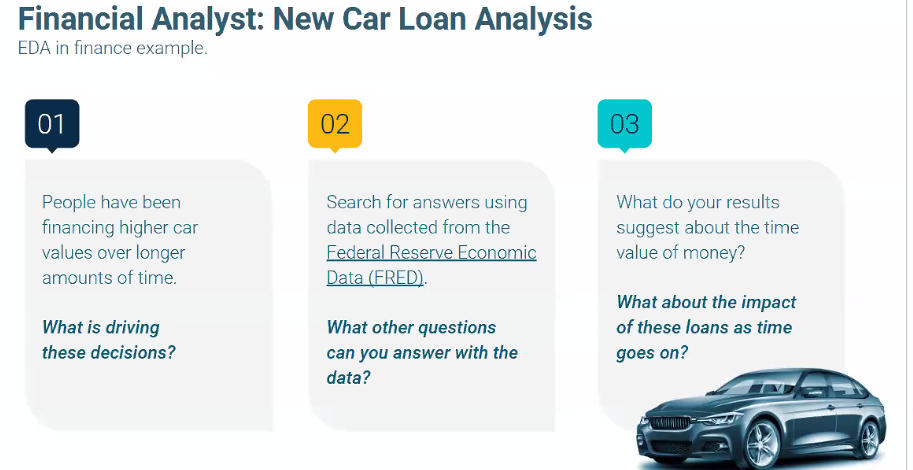 Financial Analyst: New Car Loan Analysis
EDA in finance example.
01
People have been
financing higher car
values over longer
amounts of time.
What is driving
these decisions?
02
Search for answers using
data collected from the
Federal Reserve Economic
Data (FRED).
What other questions
can you answer with the
data?
03
What do your results
suggest about the time
value of money?
What about the impact
of these loans as time
goes on?